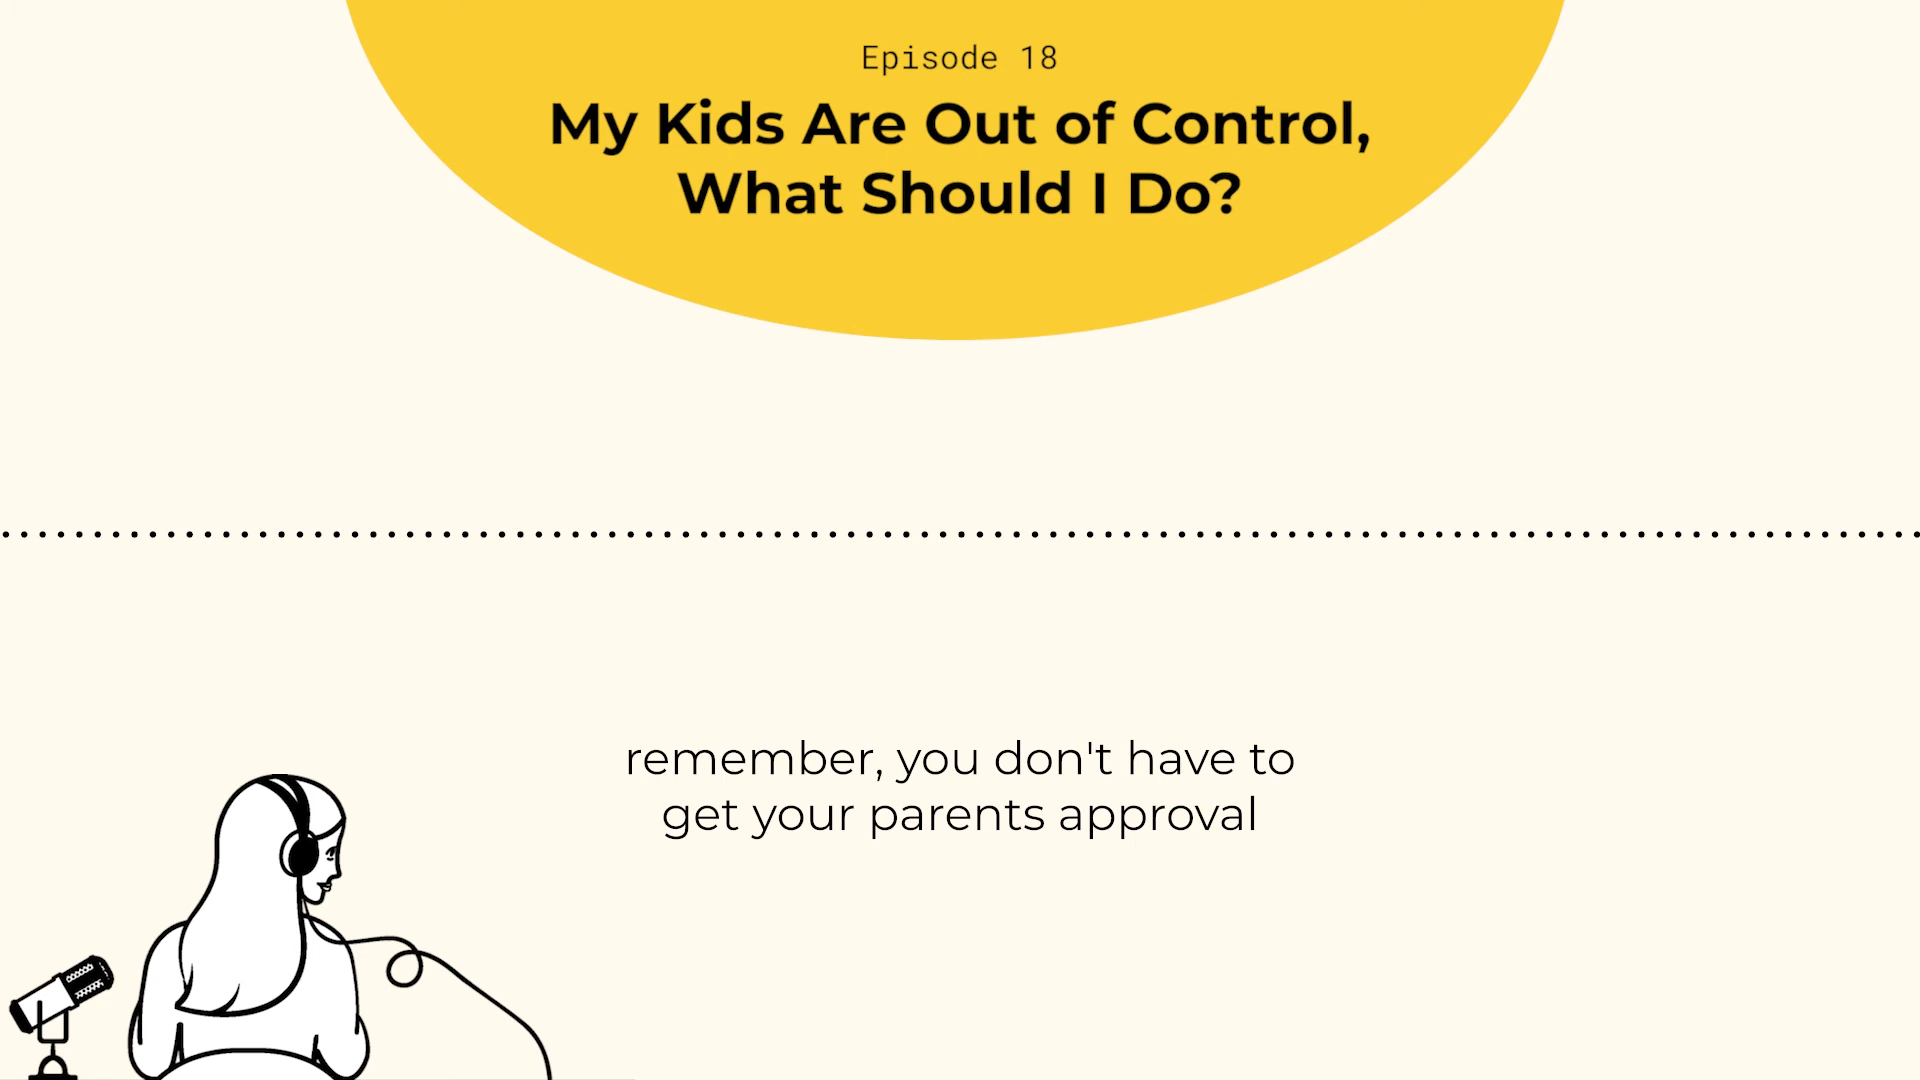 Episode 18
My Kids Are Out of Control,
What Should I Do?
remember, you don't have to
get your parents approval